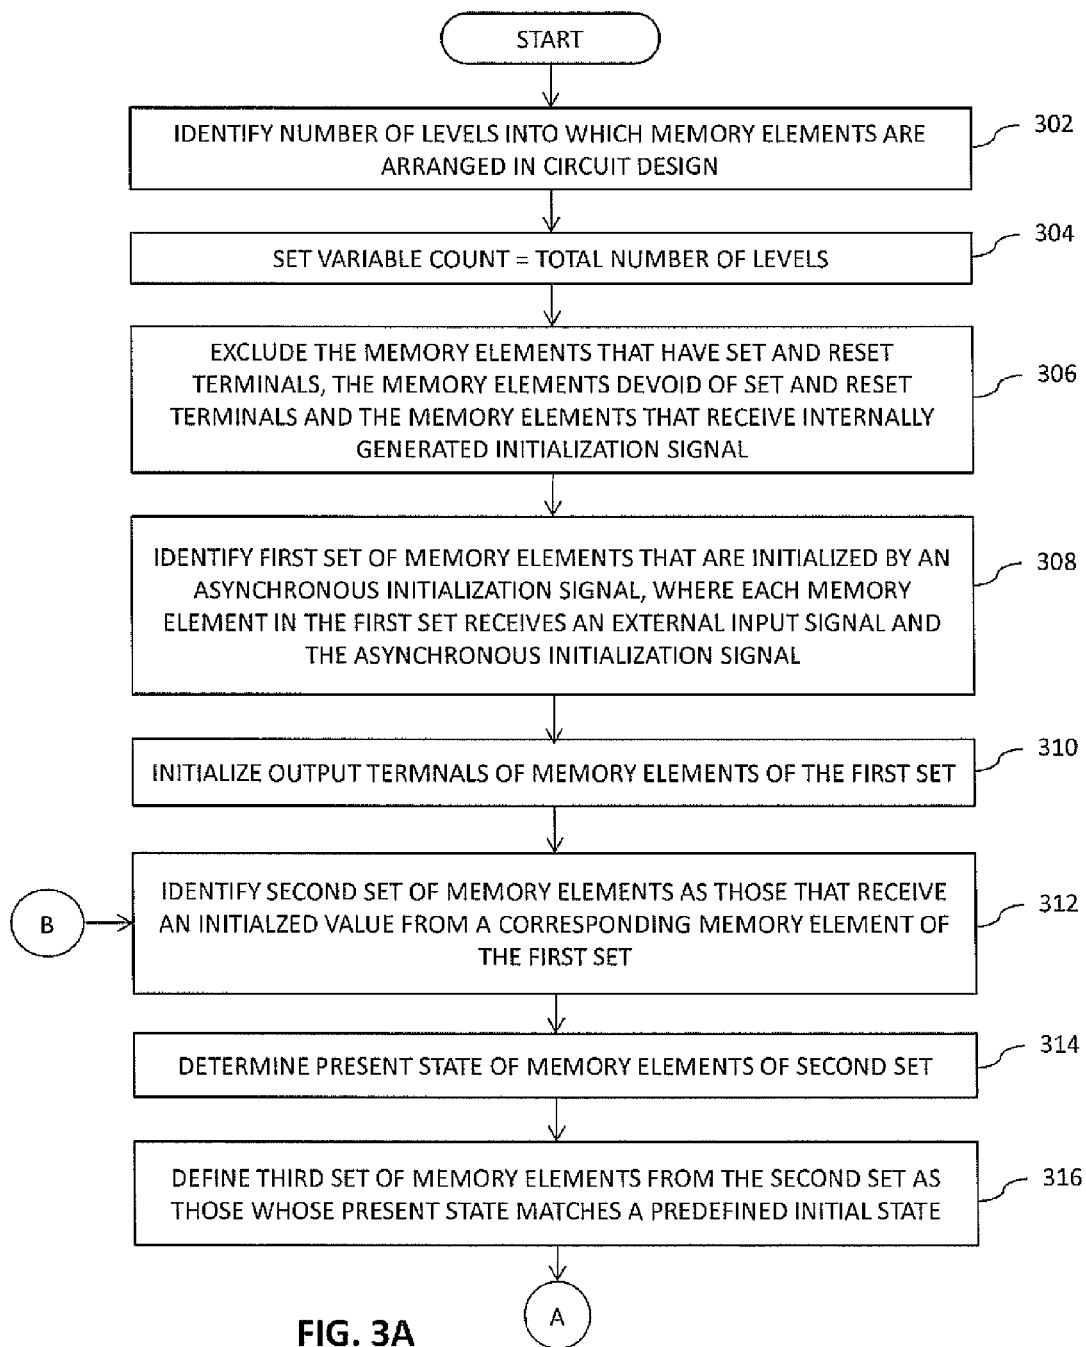 START
IDENTIFY NUMBER OF LEVELS INTO WHICH MEMORY ELEMENTS ARE
ARRANGED IN CIRCUIT DESIGN
302
SET VARIABLE COUNT = TOTAL NUMBER OF LEVELS
304
EXCLUDE THE MEMORY ELEMENTS THAT HAVE SET AND RESET
TERMINALS, THE MEMORY ELEMENTS DEVOID OF SET AND RESET
TERMINALS AND THE MEMORY ELEMENTS THAT RECEIVE INTERNALLY
GENERATED INITIALIZATION SIGNAL
306
IDENTIFY FIRST SET OF MEMORY ELEMENTS THAT ARE INITIALIZED BY AN
ASYNCHRONOUS INITIALIZATION SIGNAL, WHERE EACH MEMORY
ELEMENT IN THE FIRST SET RECEIVES AN EXTERNAL INPUT SIGNAL AND
THE ASYNCHRONOUS INITIALIZATION SIGNAL
308
INITIALIZE OUTPUT TERMNALS OF MEMORY ELEMENTS OF THE FIRST SET
310
B
IDENTIFY SECOND SET OF MEMORY ELEMENTS AS THOSE THAT RECEIVE
AN INITIALZED VALUE FROM A CORRESPONDING MEMORY ELEMENT OF
THE FIRST SET
312
DETERMINE PRESENT STATE OF MEMORY ELEMENTS OF SECOND SET
314
DEFINE THIRD SET OF MEMORY ELEMENTS FROM THE SECOND SET AS
THOSE WHOSE PRESENT STATE MATCHES A PREDEFINED INITIAL STATE
316
A
FIG. 3A